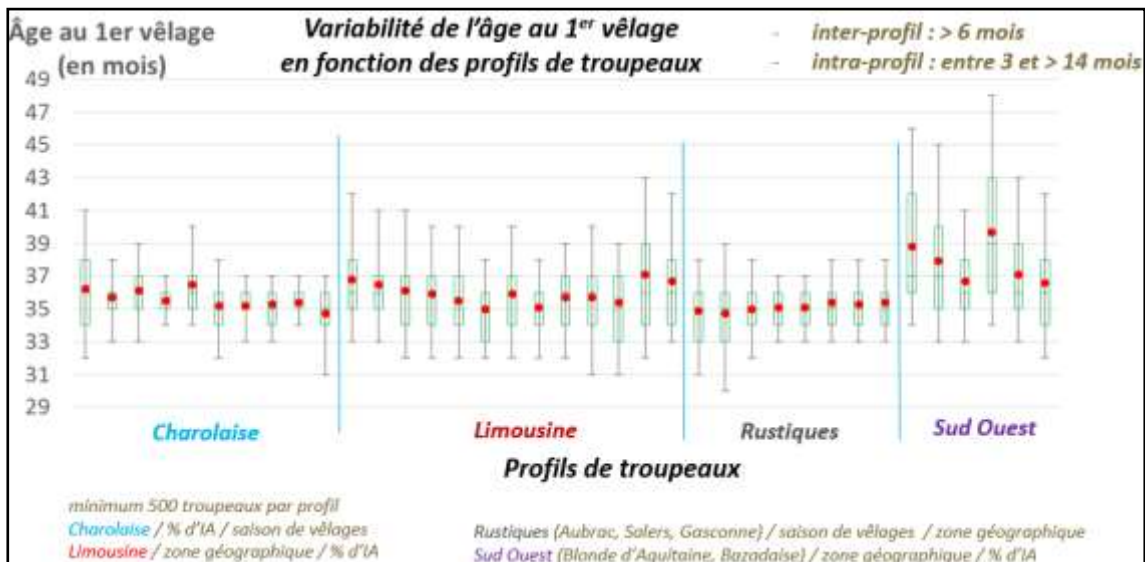 Âge au 1er vêlage
(en mois)
Variabilité de l'âge au 1er vêlage
en fonction des profils de troupeaux
- inter-profil : > 6 mois
- intra-profil : entre 3 et > 14 mois
49
47
45
43
41
39
37
35
33
31
29
Charolaise
Limousine
Rustiques
Sud Ouest
Profils de troupeaux
minimum 500 troupeaux par profil
Charolaise / % d'IA / saison de vêlages
Limousine / zone géographique / % d'IA
Rustiques (Aubrac, Salers, Gasconne) / saison de vêlages / zone géographique
Sud Ouest (Blonde d'Aquitaine, Bazadaise) / zone géographique / % d'IA